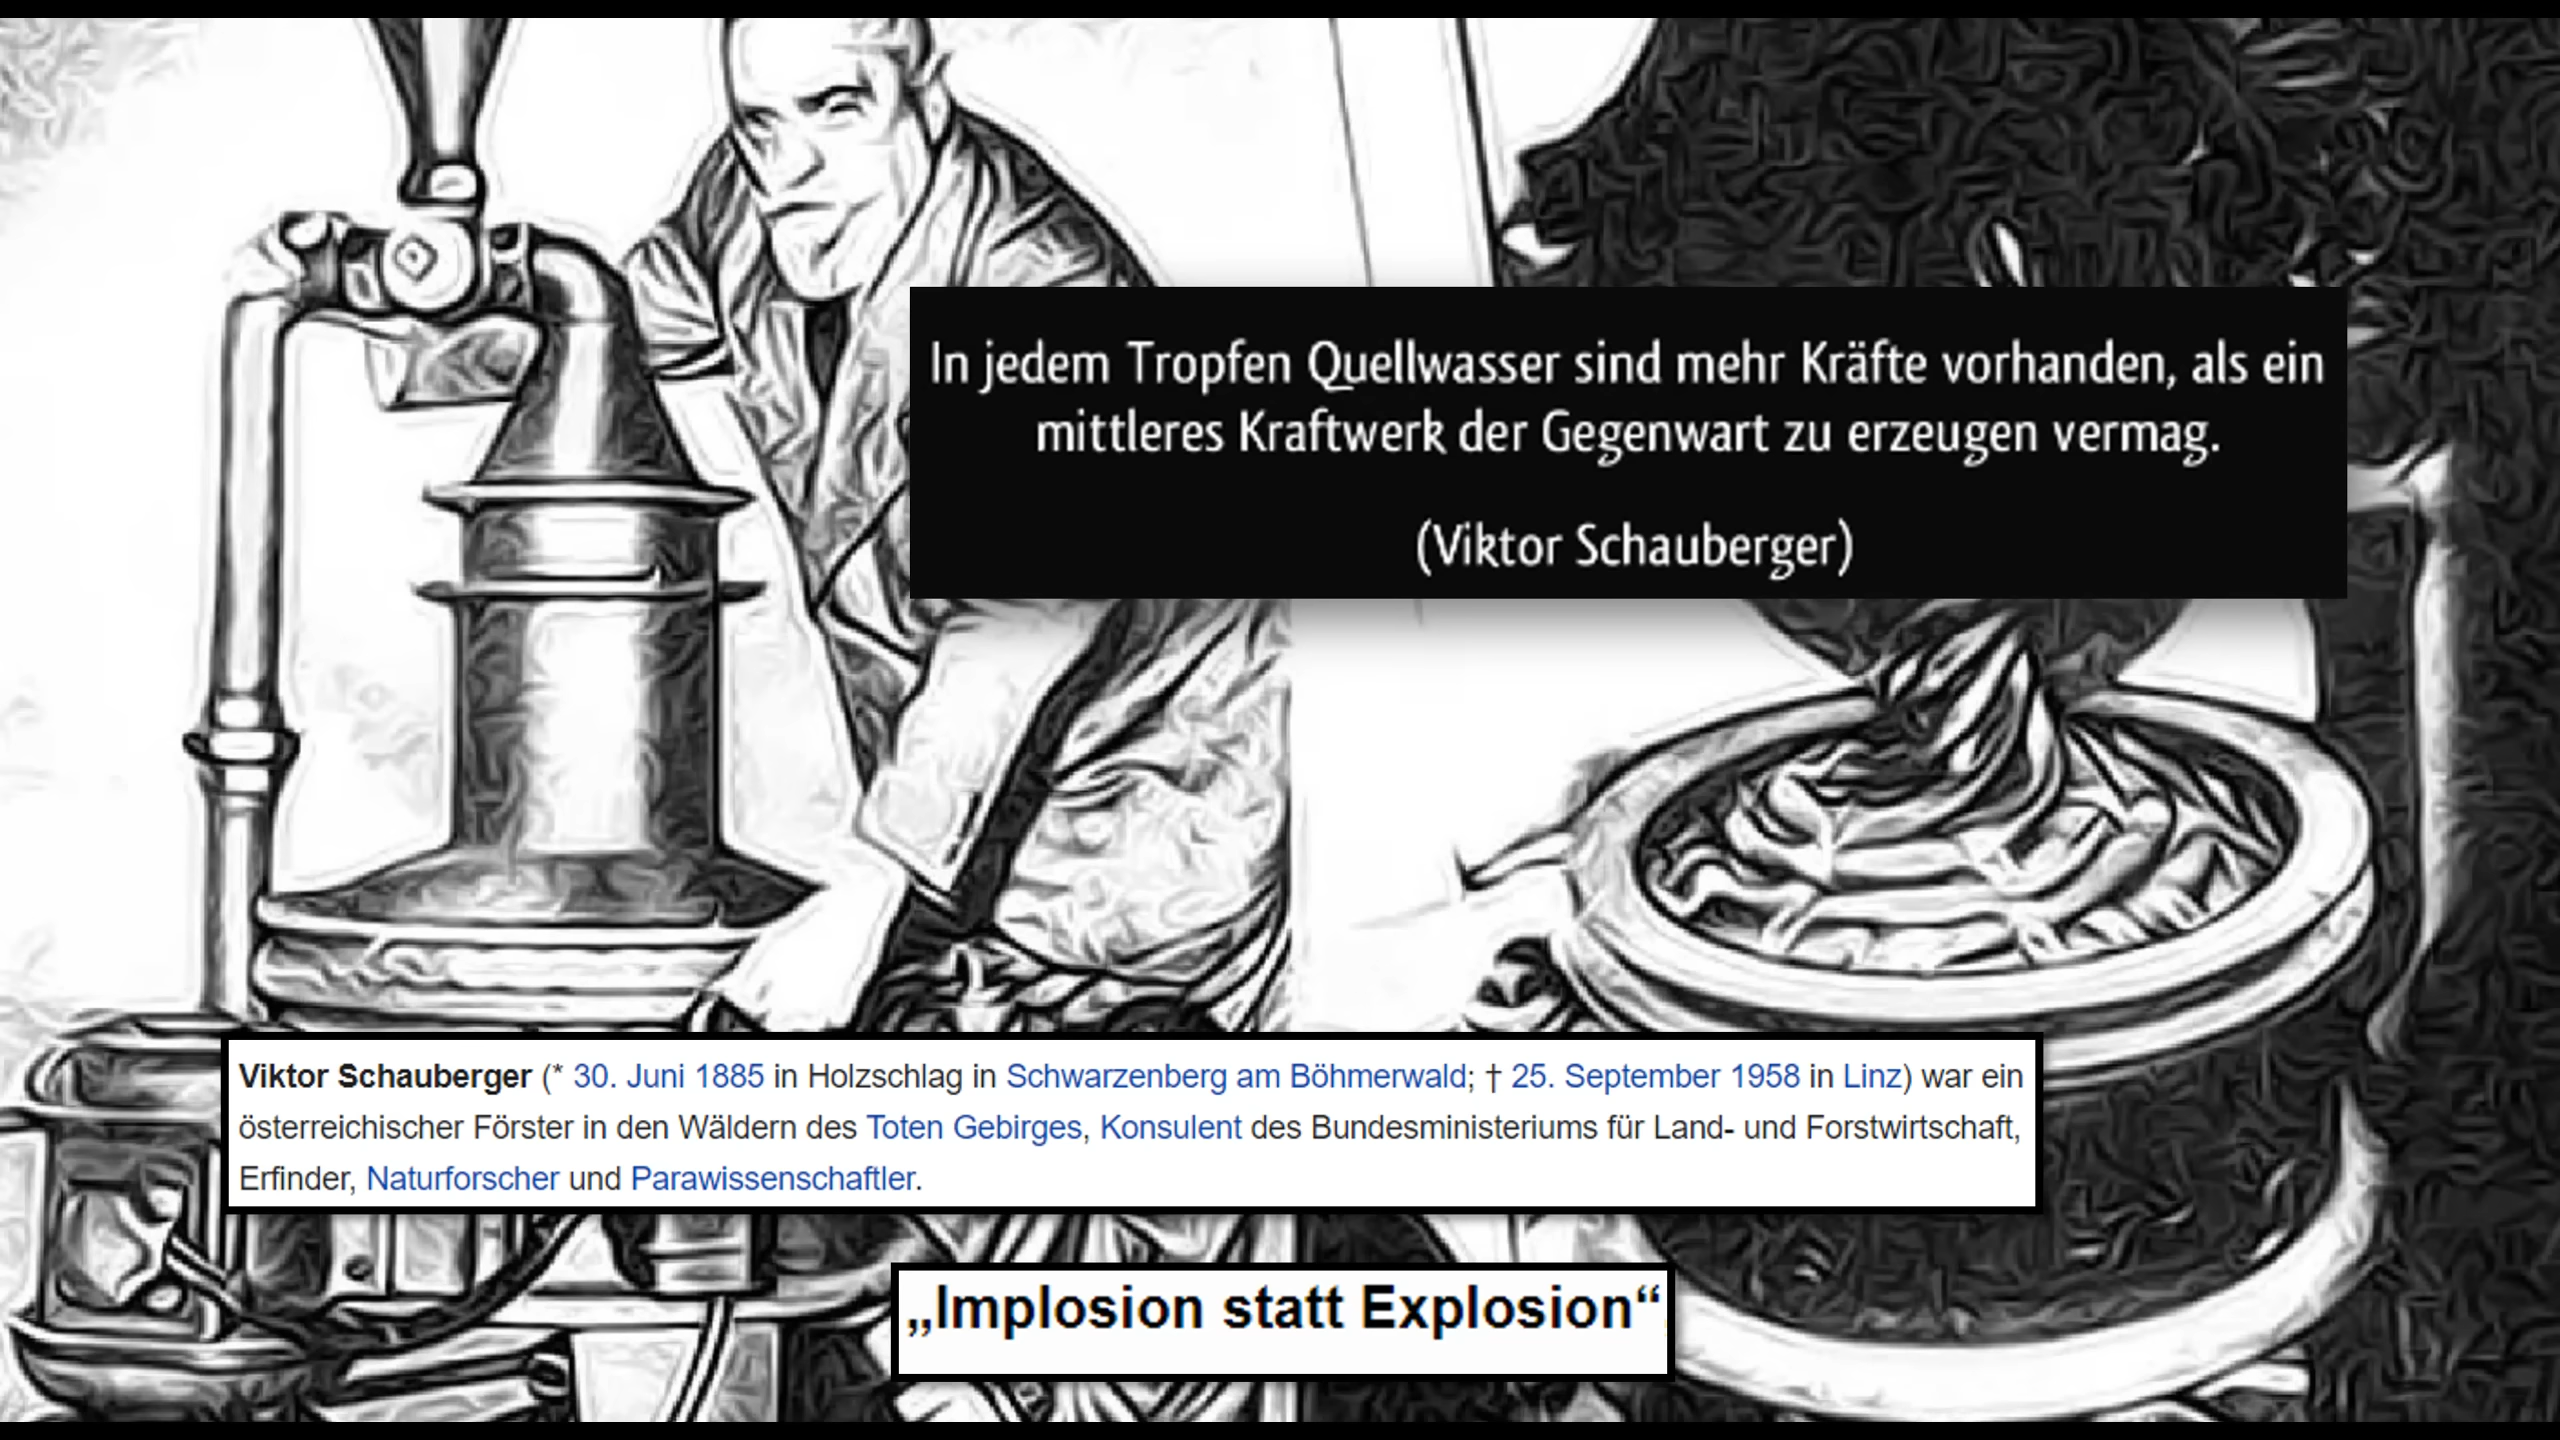 In jedem Tropfen Quellwasser sind mehr Kräfte vorhanden, als ein
mittleres Kraftwerk der Gegenwart zu erzeugen vermag.
(Viktor Schauberger)
Viktor Schauberger (* 30. Juni 1885 in Holzschlag in Schwarzenberg am Böhmerwald; † 25. September 1958 in Linz) war ein
österreichischer Förster in den Wäldern des Toten Gebirges, Konsulent des Bundesministeriums für Land- und Forstwirtschaft,
Erfinder, Naturforscher und Parawissenschaftler.
„Implosion statt Explosion“